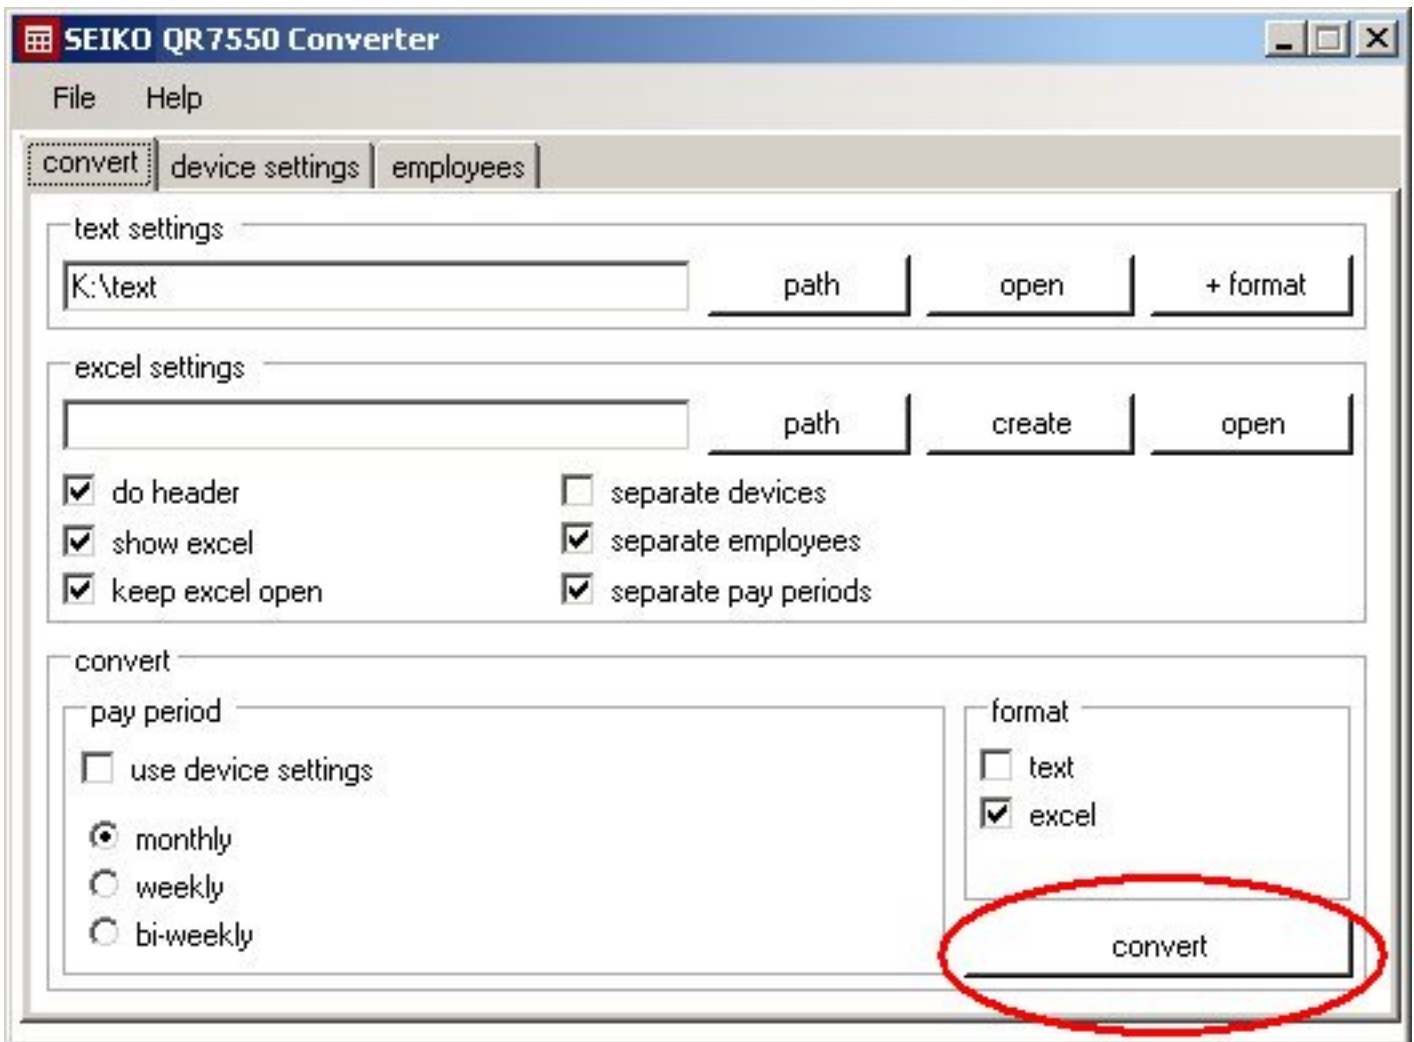 SEIKO QR7550 Converter
File Help
convert device settings employees
text settings
K:\text path open + format
excel settings
path create open
do header separate devices
show excel separate employees
keep excel open separate pay periods
convert
pay period format
use device settings text
excel
monthly
weekly
bi-weekly convert